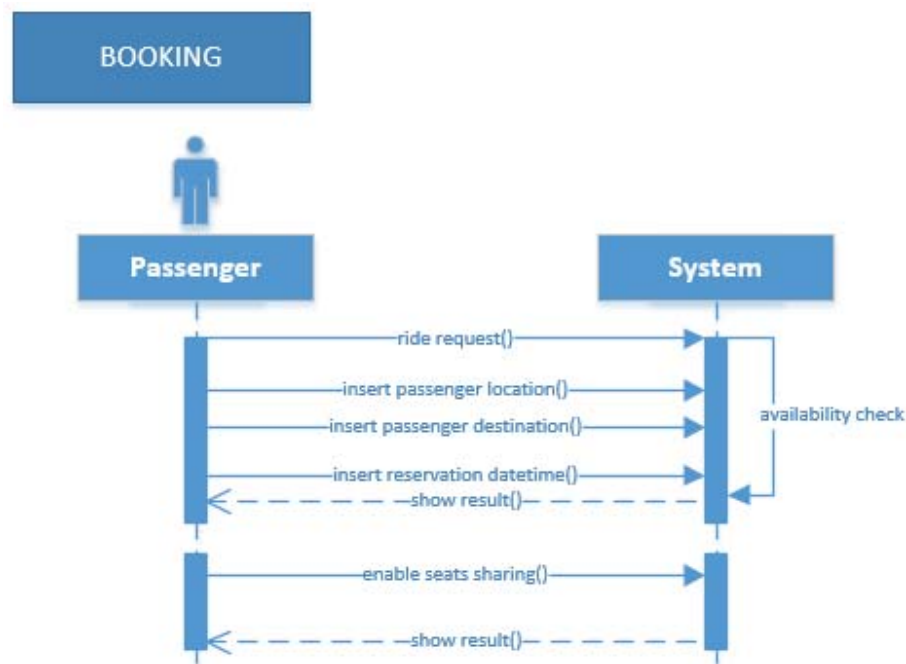 BOOKING
Passenger
System
ride request()
insert passenger location()
availability check
insert passenger destination()
insert reservation datetime()
show result()
enable seats sharing()
show result()